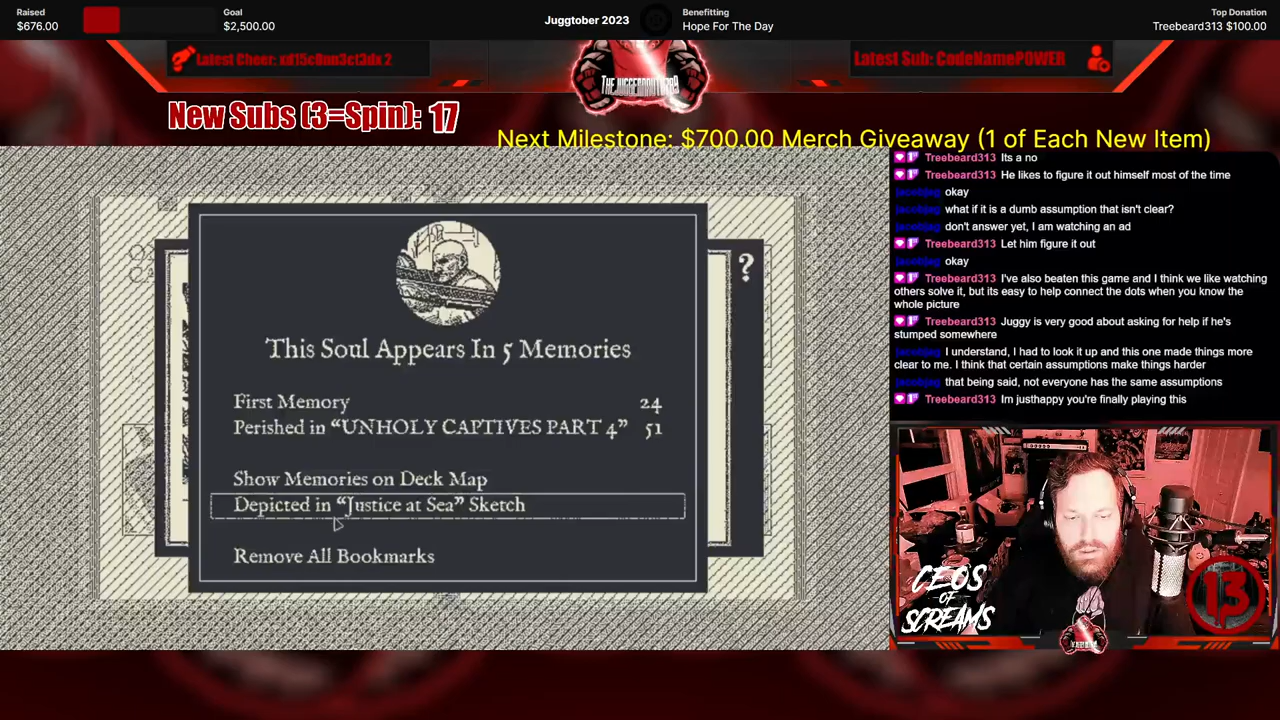 Raised
$676.00
Goal
$2,500.00
Juggtober 2023
Benefitting
Hope For The Day
Top Donation
Treebeard313 $100.00
Latest Cheer: xd15c0nn3ct3dx 2
Latest Sub: CodeNamePOWER
New Subs (3=Spin): 17
Next Milestone: $700.00 Merch Giveaway (1 of Each New Item)
Treebeard313 Its a no
Treebeard313 He likes to figure it out himself most of the time
jacobjag okay
jacobjag what if it is a dumb assumption that isn't clear?
jacobjag don't answer yet, I am watching an ad
Treebeard313 Let him figure it out
jacobjag okay
Treebeard313 I've also beaten this game and I think we like watching
others solve it, but its easy to help connect the dots when you know the
whole picture
Treebeard313 Juggy is very good about asking for help if he's
stumped somewhere
jacobjag I understand, I had to look it up and this one made things more
clear to me. I think that certain assumptions make things harder
jacobjag that being said, not everyone has the same assumptions
Treebeard313 Im justhappy you're finally playing this
?
This Soul Appears In 5 Memories
First Memory 24
Perished in “UNHOLY CAPTIVES PART 4” 51
Show Memories on Deck Map
Depicted in “Justice at Sea” Sketch
Remove All Bookmarks
CEOS
OF
SCREAMS
13